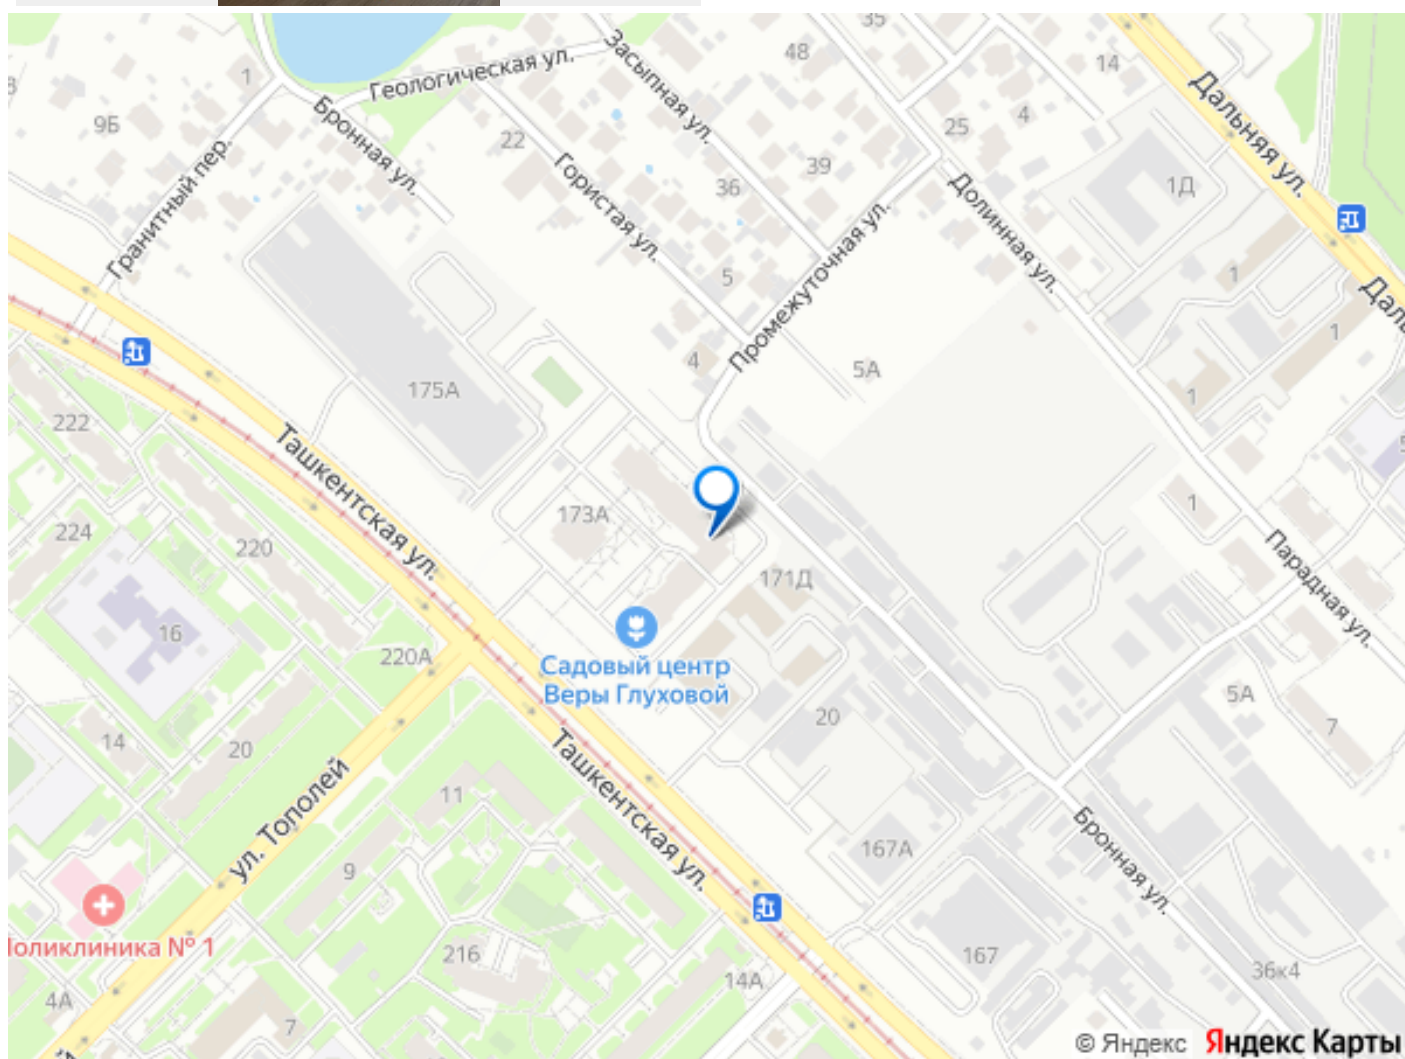 35
48
14
Засыпная ул.
Геологическая ул.
1
Дальняя ул.
9Б
Бронная ул.
22
25
4
39
Гранитный пер.
36
1Д
Гористая ул.
Долинная ул.
Промежуточная ул.
5
1
1
4
5А
175А
1
222
Ташкентская ул.
173А
1
224
220
Парадная ул.
171Д
16
220А
Садовый центр
Веры Глуховой
5А
14
20
20
7
Ташкентская ул.
ул. Тополей
11
Бронная ул.
167А
9
Поликлиника № 1
216
167
14А
36к4
4А
7
© Яндекс
Яндекс Карты